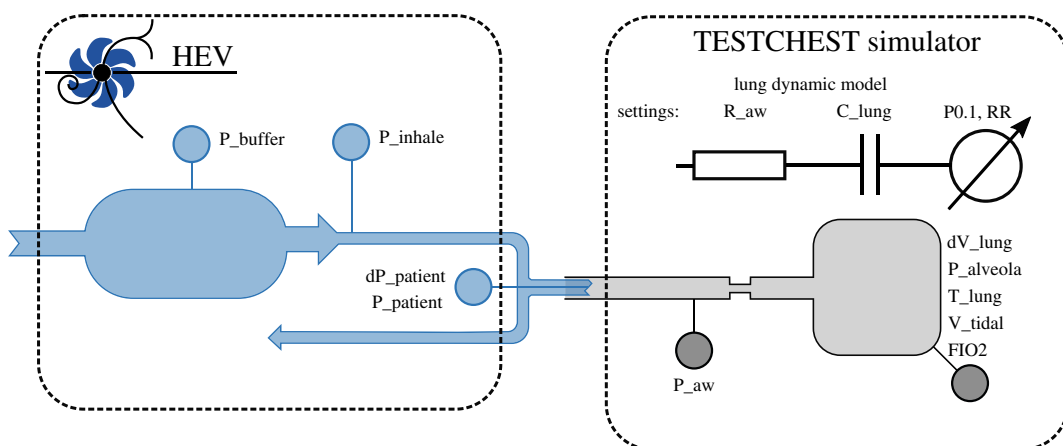 HEV
P_buffer
P_inhale
dP_patient
P_patient
TESTCHEST simulator
lung dynamic model
settings: R_aw C_lung P0.1, RR
dV_lung
P_alveola
T_lung
V_tidal
FIO2
P_aw